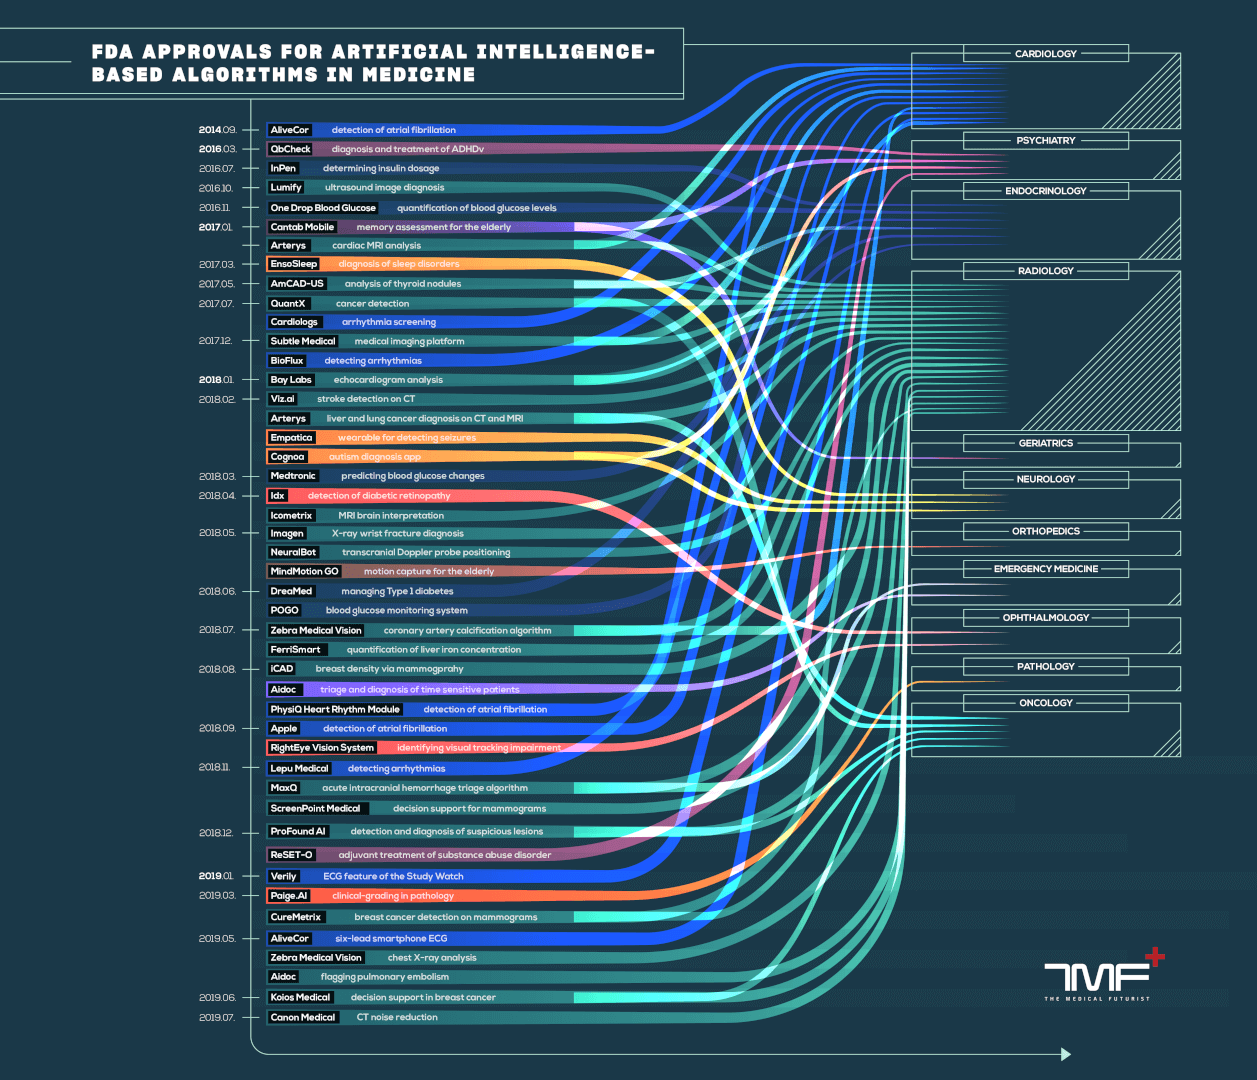 FDA APPROVALS FOR ARTIFICIAL INTELLIGENCE-
BASED ALGORITHMS IN MEDICINE
2014.09. AliveCor detection of atrial fibrillation
2016.03. QbCheck diagnosis and treatment of ADHDv
2016.07. InPen determining insulin dosage
2016.10. Lumify ultrasound image diagnosis
2016.11. One Drop Blood Glucose quantification of blood glucose levels
2017.01. Cantab Mobile memory assessment for the elderly
Arterys cardiac MRI analysis
2017.03. EnsoSleep diagnosis of sleep disorders
2017.05. AmCAD-US analysis of thyroid nodules
2017.07. QuantX cancer detection
Cardiologs arrhythmia screening
2017.12. Subtle Medical medical imaging platform
BioFlux detecting arrhythmias
2018.01. Bay Labs echocardiogram analysis
2018.02. Viz.ai stroke detection on CT
Arterys liver and lung cancer diagnosis on CT and MRI
Empatica wearable for detecting seizures
Cognoa autism diagnosis app
2018.03. Medtronic predicting blood glucose changes
2018.04. Idx detection of diabetic retinopathy
Icometrix MRI brain interpretation
2018.05. Imagen X-ray wrist fracture diagnosis
NeuralBot transcranial Doppler probe positioning
MindMotion GO motion capture for the elderly
2018.06. DreaMed managing Type 1 diabetes
POGO blood glucose monitoring system
2018.07. Zebra Medical Vision coronary artery calcification algorithm
FerriSmart quantification of liver iron concentration
2018.08. iCAD breast density via mammogprahy
Aidoc triage and diagnosis of time sensitive patients
PhysiQ Heart Rhythm Module detection of atrial fibrillation
2018.09. Apple detection of atrial fibrillation
RightEye Vision System identifying visual tracking impairment
2018.11. Lepu Medical detecting arrhythmias
MaxQ acute intracranial hemorrhage triage algorithm
ScreenPoint Medical decision support for mammograms
2018.12. ProFound AI detection and diagnosis of suspicious lesions
ReSET-O adjuvant treatment of substance abuse disorder
2019.01. Verily ECG feature of the Study Watch
2019.03. Paige.AI clinical-grading in pathology
CureMetrix breast cancer detection on mammograms
2019.05. AliveCor six-lead smartphone ECG
Zebra Medical Vision chest X-ray analysis
Aidoc flagging pulmonary embolism
2019.06. Koios Medical decision support in breast cancer
2019.07. Canon Medical CT noise reduction
CARDIOLOGY
PSYCHIATRY
ENDOCRINOLOGY
RADIOLOGY
GERIATRICS
NEUROLOGY
ORTHOPEDICS
EMERGENCY MEDICINE
OPHTHALMOLOGY
PATHOLOGY
ONCOLOGY
TMF
THE MEDICAL FUTURIST